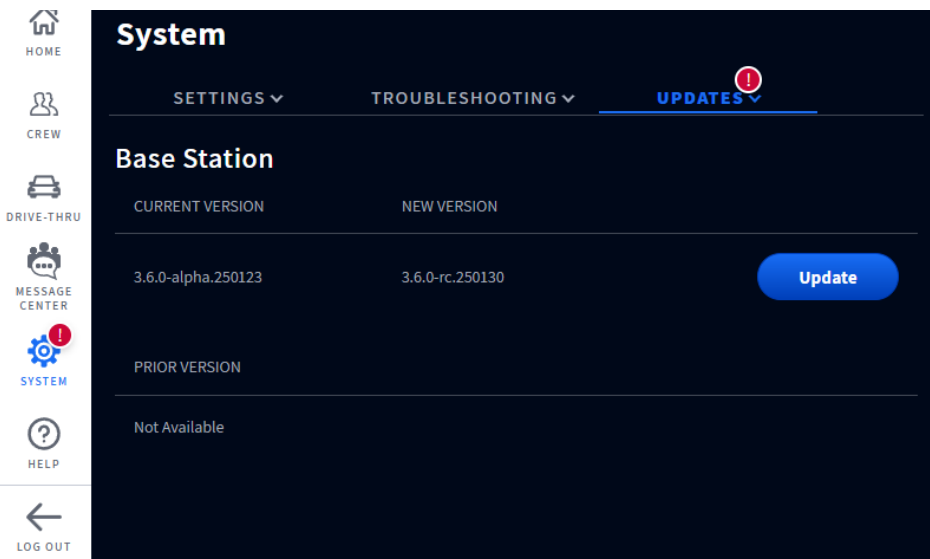 HOME
CREW
DRIVE-THRU
MESSAGE
CENTER
!
SYSTEM
HELP
LOG OUT
System
SETTINGS
TROUBLESHOOTING
UPDATES
!
Base Station
CURRENT VERSION
NEW VERSION
3.6.0-alpha.250123
3.6.0-rc.250130
Update
PRIOR VERSION
Not Available